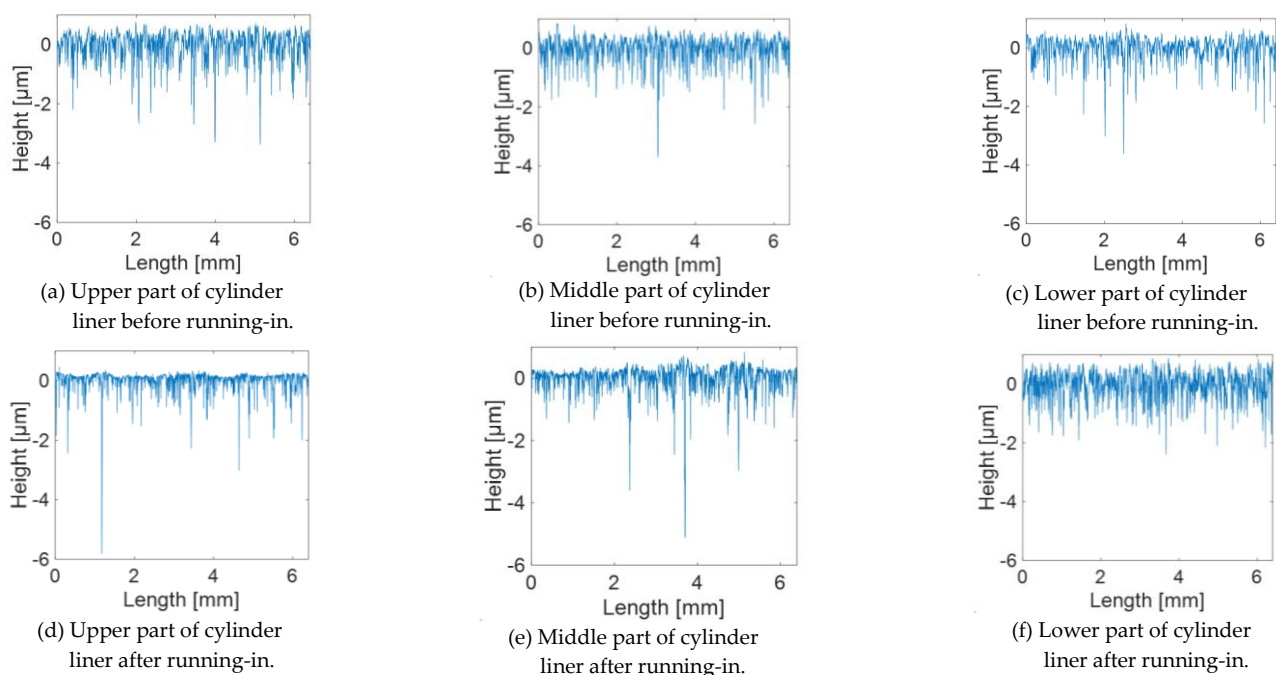 0
-2
-4
-6
Height [µm]
0
2
4
6
Length [mm]
(a) Upper part of cylinder
liner before running-in.
0
-2
-4
-6
Height [µm]
0
2
4
6
Length [mm]
(b) Middle part of cylinder
liner before running-in.
0
-2
-4
-6
Height [µm]
0
2
4
6
Length [mm]
(c) Lower part of cylinder
liner before running-in.
0
-2
-4
-6
Height [µm]
0
2
4
6
Length [mm]
(d) Upper part of cylinder
liner after running-in.
0
-2
-4
-6
Height [µm]
0
2
4
6
Length [mm]
(e) Middle part of cylinder
liner after running-in.
0
-2
-4
-6
Height [µm]
0
2
4
6
Length [mm]
(f) Lower part of cylinder
liner after running-in.